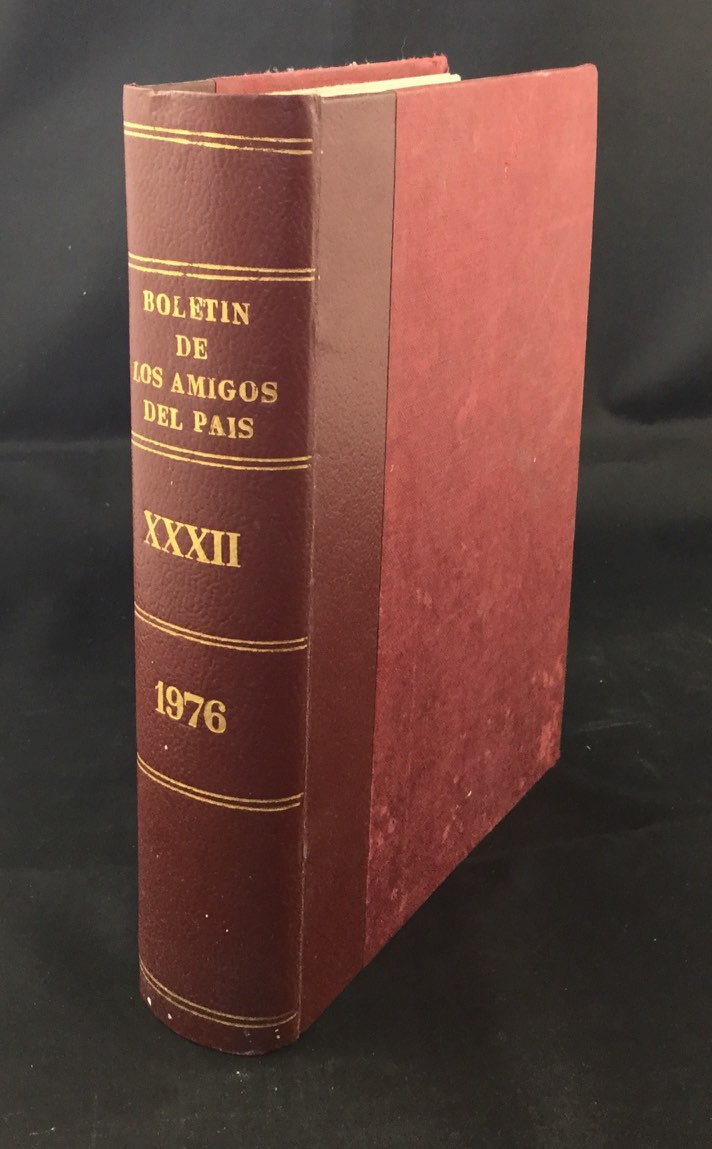 BOLETIN
DE
LOS AMIGOS
DEL PAIS
XXXII
1976